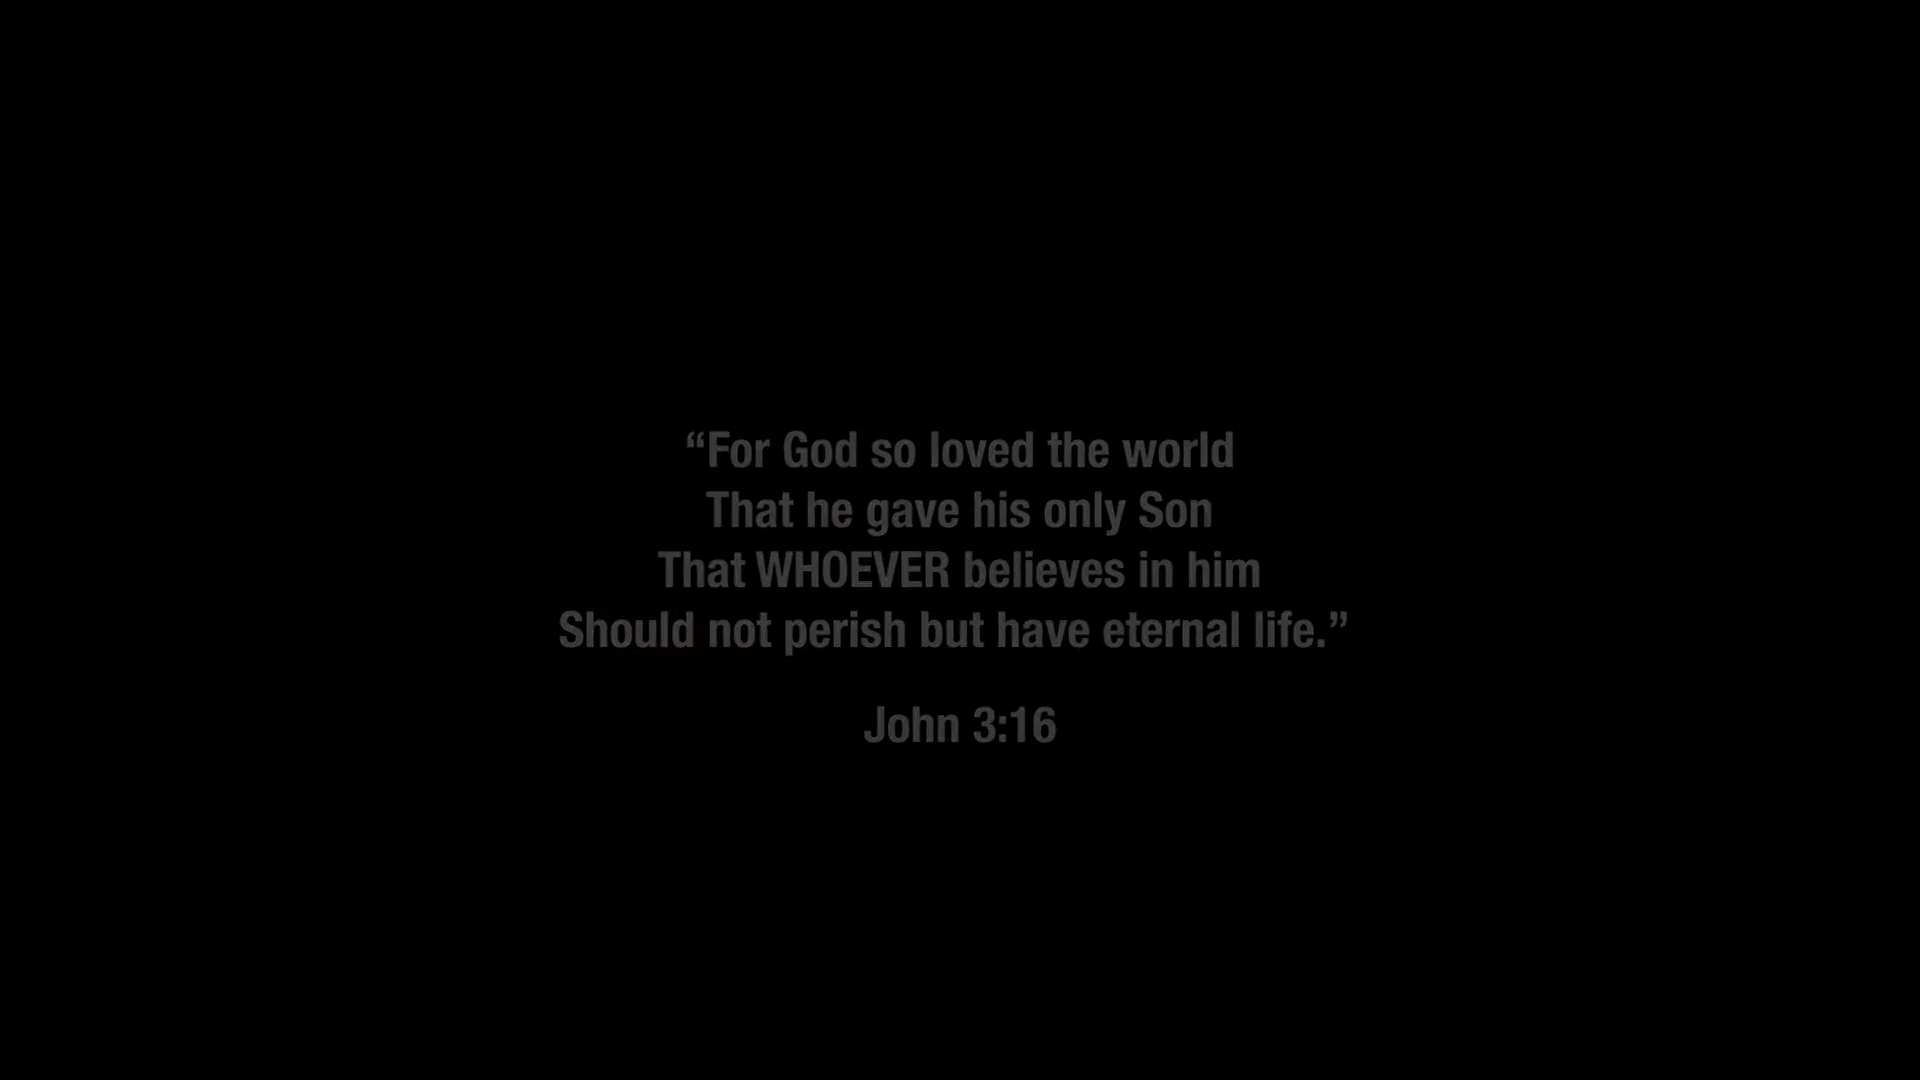 “For God so loved the world
That he gave his only Son
That WHOEVER believes in him
Should not perish but have eternal life.”
John 3:16